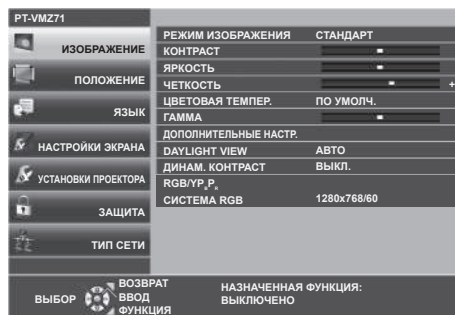 PT-VMZ71
ИЗОБРАЖЕНИЕ
ПОЛОЖЕНИЕ
ЯЗЫК
НАСТРОЙКИ ЭКРАНА
УСТАНОВКИ ПРОЕКТОРА
ЗАЩИТА
ТИП СЕТИ
РЕЖИМ ИЗОБРАЖЕНИЯ СТАНДАРТ
КОНТРАСТ
ЯРКОСТЬ
ЧЕТКОСТЬ +
ЦВЕТОВАЯ ТЕМПЕР. ПО УМОЛЧ.
ГАММА
ДОПОЛНИТЕЛЬНЫЕ НАСТР.
DAYLIGHT VIEW АВТО
ДИНАМ. КОНТРАСТ ВЫКЛ.
RGB/YPBPR
СИСТЕМА RGB 1280x768/60
ВЫБОР
ВОЗВРАТ
ВВОД
ФУНКЦИЯ
НАЗНАЧЕННАЯ ФУНКЦИЯ:
ВЫКЛЮЧЕНО